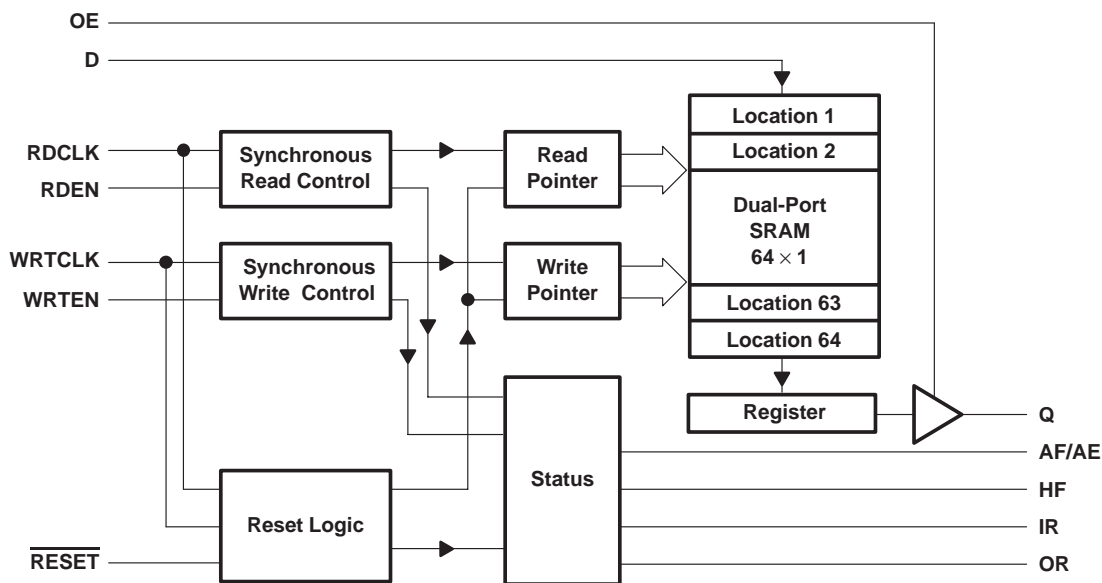 OE
D
RDCLK
RDEN
WRTCLK
WRTEN
RESET
Synchronous
Read Control
Synchronous
Write Control
Reset Logic
Read
Pointer
Write
Pointer
Status
Location 1
Location 2
Dual-Port
SRAM
64 × 1
Location 63
Location 64
Register
Q
AF/AE
HF
IR
OR